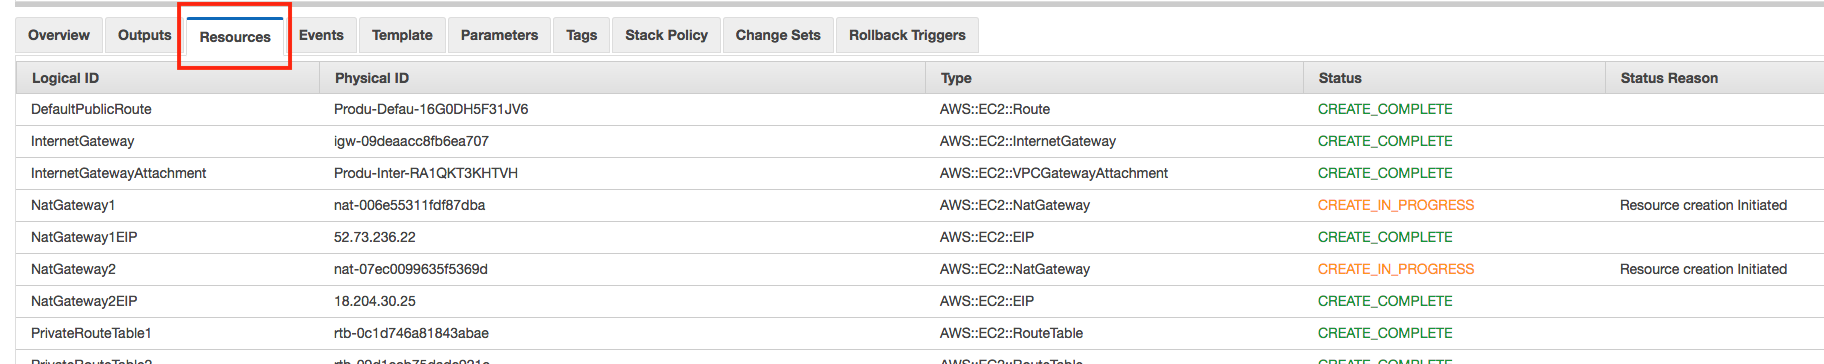 Overview Outputs Resources Events Template Parameters Tags Stack Policy Change Sets Rollback Triggers
Logical ID Physical ID Type Status Status Reason
DefaultPublicRoute Produ-Defau-16G0DH5F31JV6 AWS::EC2::Route CREATE_COMPLETE
InternetGateway igw-09deaacc8fb6ea707 AWS::EC2::InternetGateway CREATE_COMPLETE
InternetGatewayAttachment Produ-Inter-RA1QKT3KHTVH AWS::EC2::VPCGatewayAttachment CREATE_COMPLETE
NatGateway1 nat-006e55311fdf87dba AWS::EC2::NatGateway CREATE_IN_PROGRESS Resource creation Initiated
NatGateway1EIP 52.73.236.22 AWS::EC2::EIP CREATE_COMPLETE
NatGateway2 nat-07ec0099635f5369d AWS::EC2::NatGateway CREATE_IN_PROGRESS Resource creation Initiated
NatGateway2EIP 18.204.30.25 AWS::EC2::EIP CREATE_COMPLETE
PrivateRouteTable1 rtb-0c1d746a81843abae AWS::EC2::RouteTable CREATE_COMPLETE
AWS::EC2::RouteTable CREATE_COMPLETE